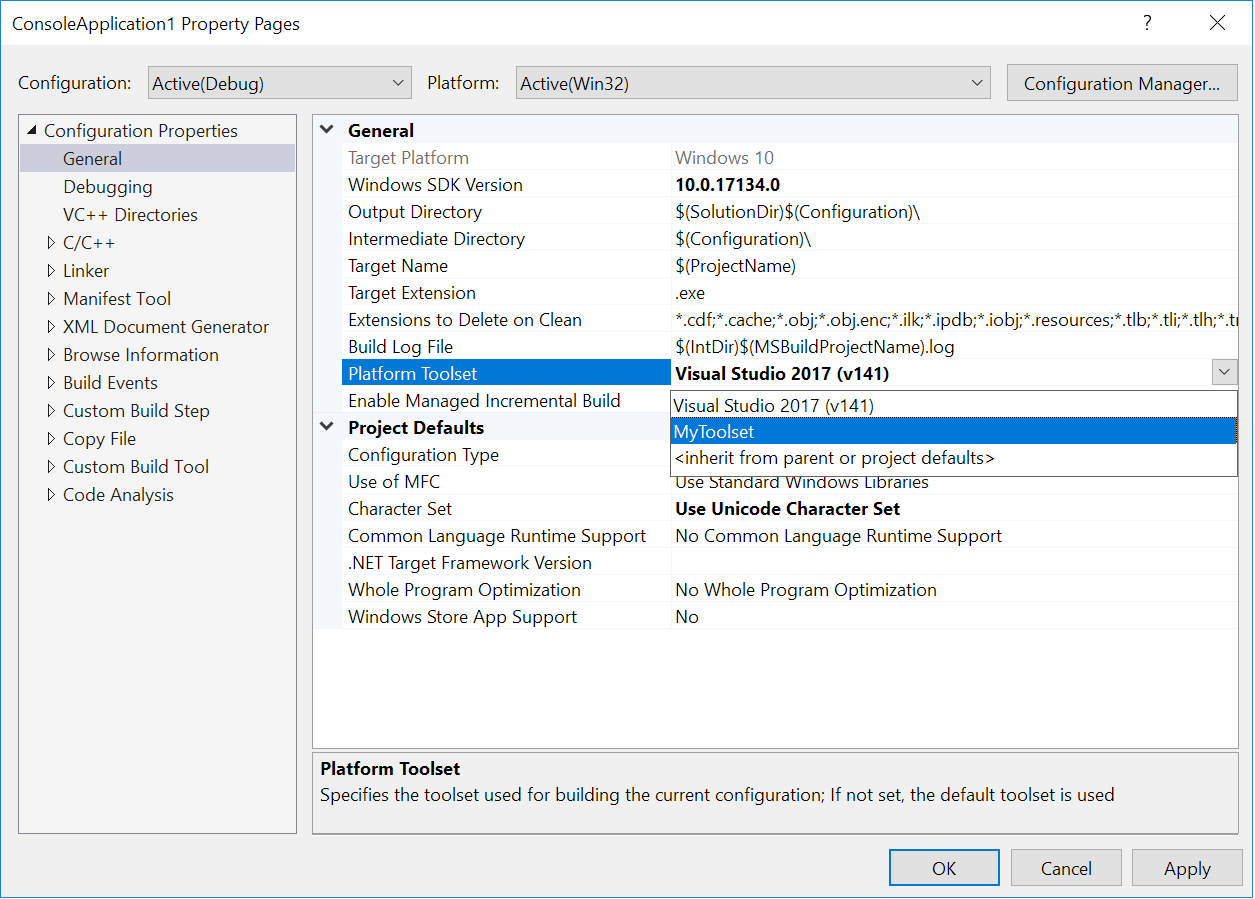 ConsoleApplication1 Property Pages ?
Configuration: Active(Debug) Platform: Active(Win32) Configuration Manager...
Configuration Properties
General
Debugging
VC++ Directories
C/C++
Linker
Manifest Tool
XML Document Generator
Browse Information
Build Events
Custom Build Step
Copy File
Custom Build Tool
Code Analysis
General
Target Platform Windows 10
Windows SDK Version 10.0.17134.0
Output Directory $(SolutionDir)$(Configuration)\
Intermediate Directory $(Configuration)\
Target Name $(ProjectName)
Target Extension .exe
Extensions to Delete on Clean *.cdf;*.cache;*.obj;*.obj.enc;*.ilk;*.ipdb;*.iobj;*.resources;*.tlb;*.tli;*.tlh;*.t
Build Log File $(IntDir)$(MSBuildProjectName).log
Platform Toolset Visual Studio 2017 (v141)
Enable Managed Incremental Build
Visual Studio 2017 (v141)
MyToolset
<inherit from parent or project defaults>
Project Defaults
Configuration Type
Use of MFC Use Standard Windows Libraries
Character Set Use Unicode Character Set
Common Language Runtime Support No Common Language Runtime Support
.NET Target Framework Version
Whole Program Optimization No Whole Program Optimization
Windows Store App Support No
Platform Toolset
Specifies the toolset used for building the current configuration; If not set, the default toolset is used
OK Cancel Apply